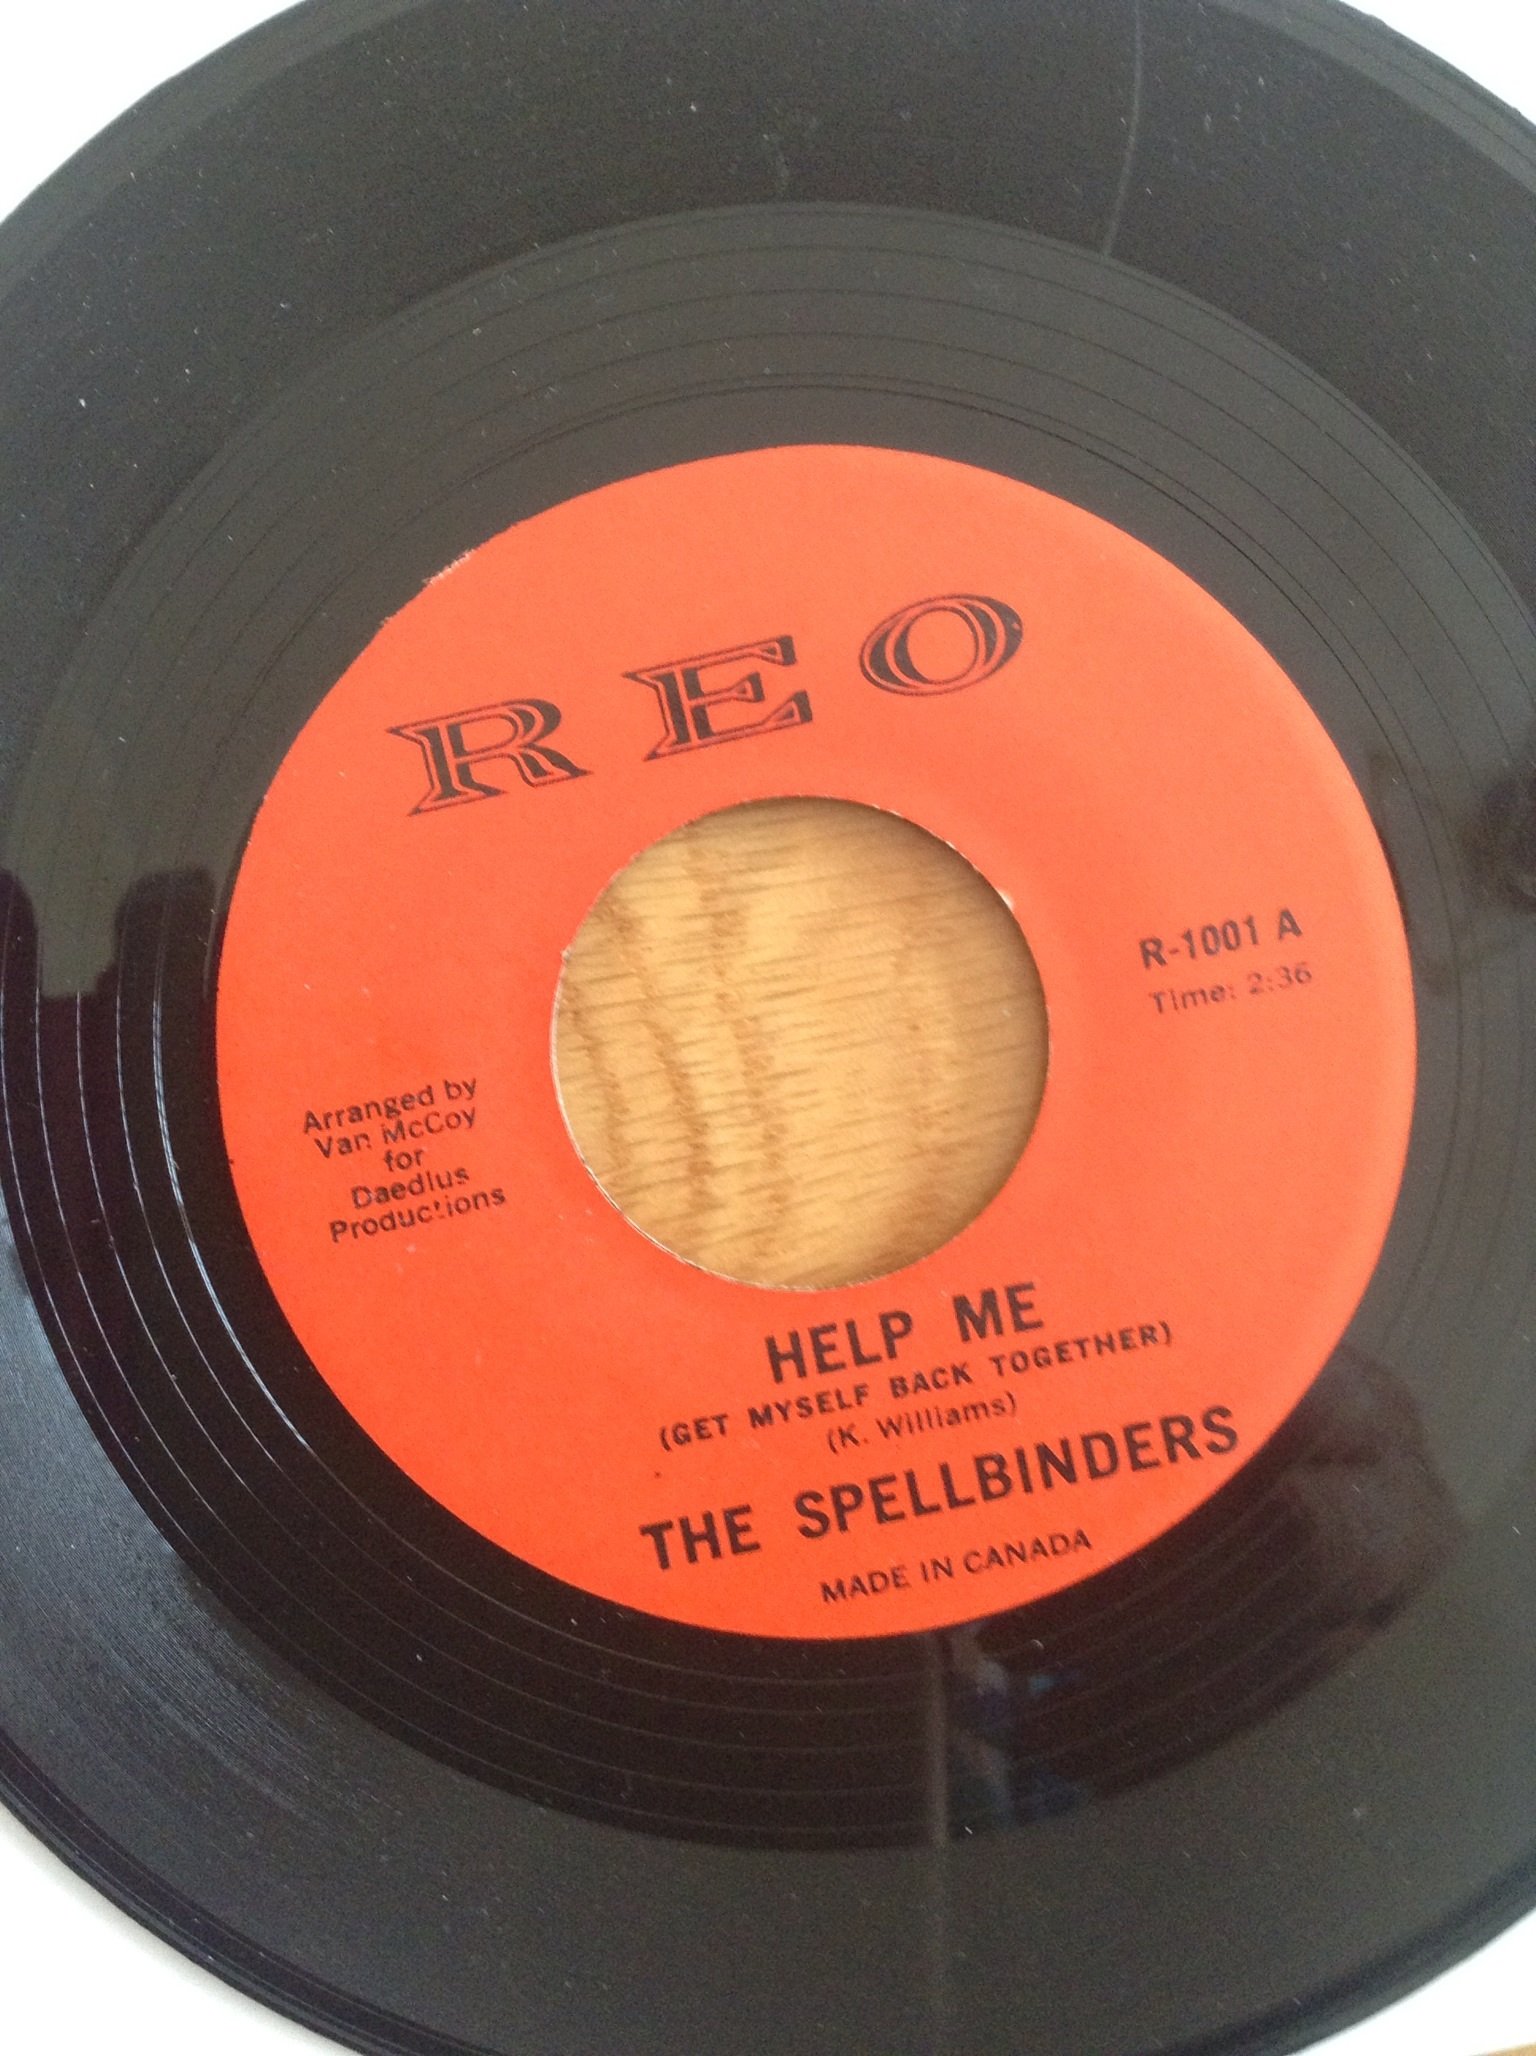 REO
R-1001 A
Time: 2:36
Arranged by
Van McCoy
for
Daedlus
Productions
HELP ME
(GET MYSELF BACK TOGETHER)
(K. Williams)
THE SPELLBINDERS
MADE IN CANADA